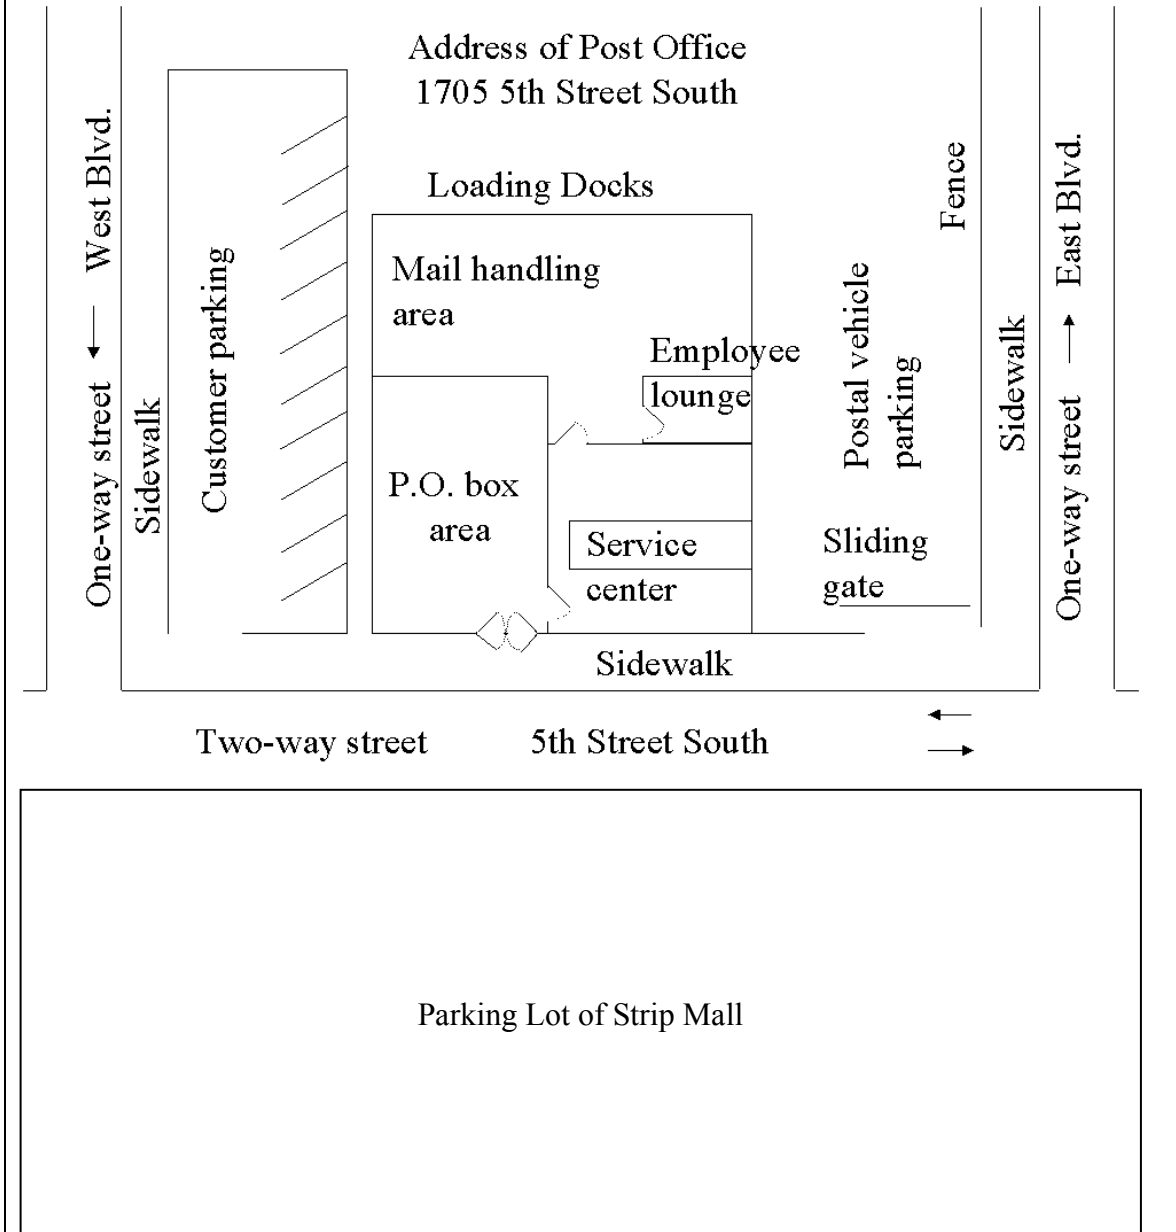 Address of Post Office
1705 5th Street South
Loading Docks
Mail handling
area
Employee
lounge
P.O. box
area
Service
center
Sliding
gate
Sidewalk
Customer parking
Sidewalk
One-way street
West Blvd.
Postal vehicle
parking
Fence
Sidewalk
One-way street
East Blvd.
Two-way street
5th Street South
Parking Lot of Strip Mall